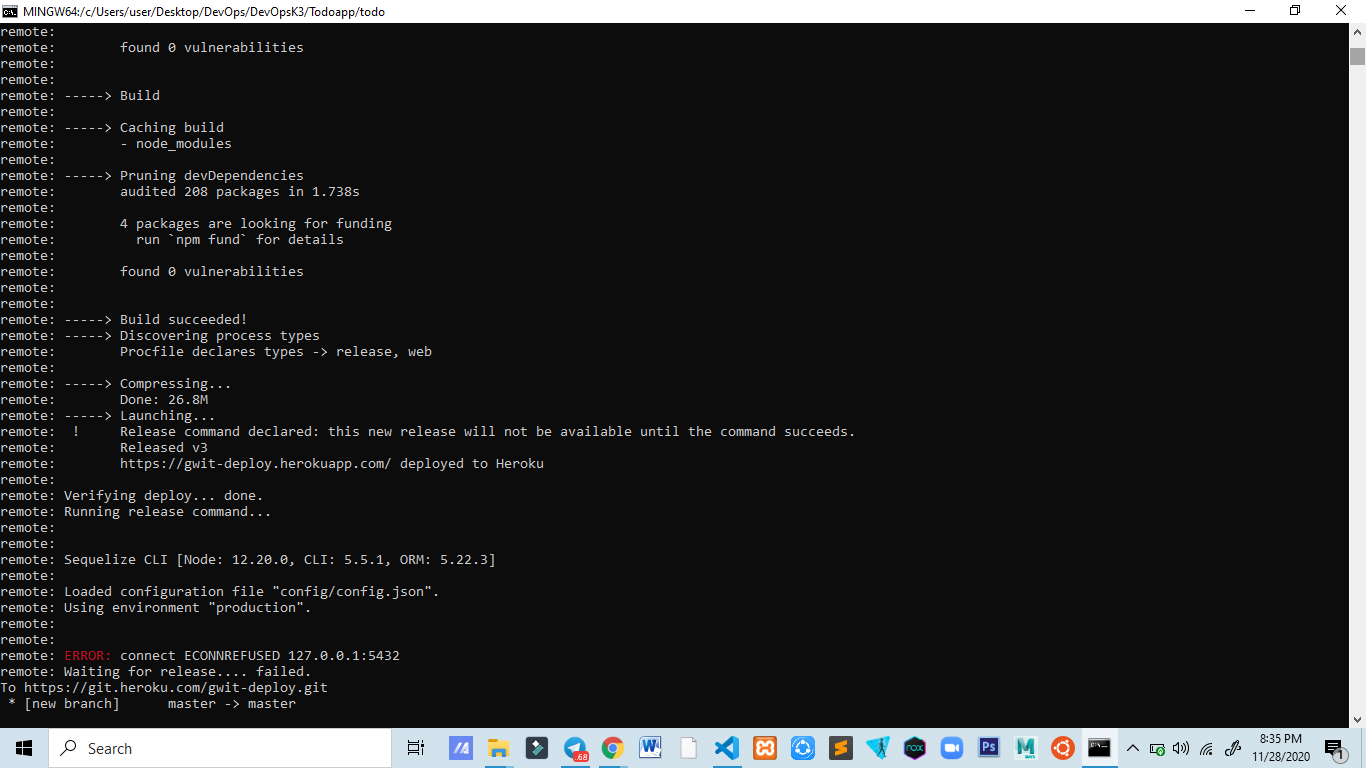 MINGW64:/c/Users/user/Desktop/DevOps/DevOpsK3/Todoapp/todo
remote:
remote:        found 0 vulnerabilities
remote:
remote:
remote: -----> Build
remote:
remote: -----> Caching build
remote:        - node_modules
remote:
remote: -----> Pruning devDependencies
remote:        audited 208 packages in 1.738s
remote:
remote:        4 packages are looking for funding
remote:          run `npm fund` for details
remote:
remote:        found 0 vulnerabilities
remote:
remote:
remote: -----> Build succeeded!
remote: -----> Discovering process types
remote:        Procfile declares types -> release, web
remote:
remote: -----> Compressing...
remote:        Done: 26.8M
remote: -----> Launching...
remote:  !     Release command declared: this new release will not be available until the command succeeds.
remote:        Released v3
remote:        https://gwit-deploy.herokuapp.com/ deployed to Heroku
remote:
remote: Verifying deploy... done.
remote: Running release command...
remote:
remote:
remote: Sequelize CLI [Node: 12.20.0, CLI: 5.5.1, ORM: 5.22.3]
remote:
remote: Loaded configuration file "config/config.json".
remote: Using environment "production".
remote:
remote:
remote: ERROR: connect ECONNREFUSED 127.0.0.1:5432
remote: Waiting for release.... failed.
To https://git.heroku.com/gwit-deploy.git
 * [new branch]      master -> master
Search
.68
nox
Ps
M
8:35 PM
11/28/2020
1